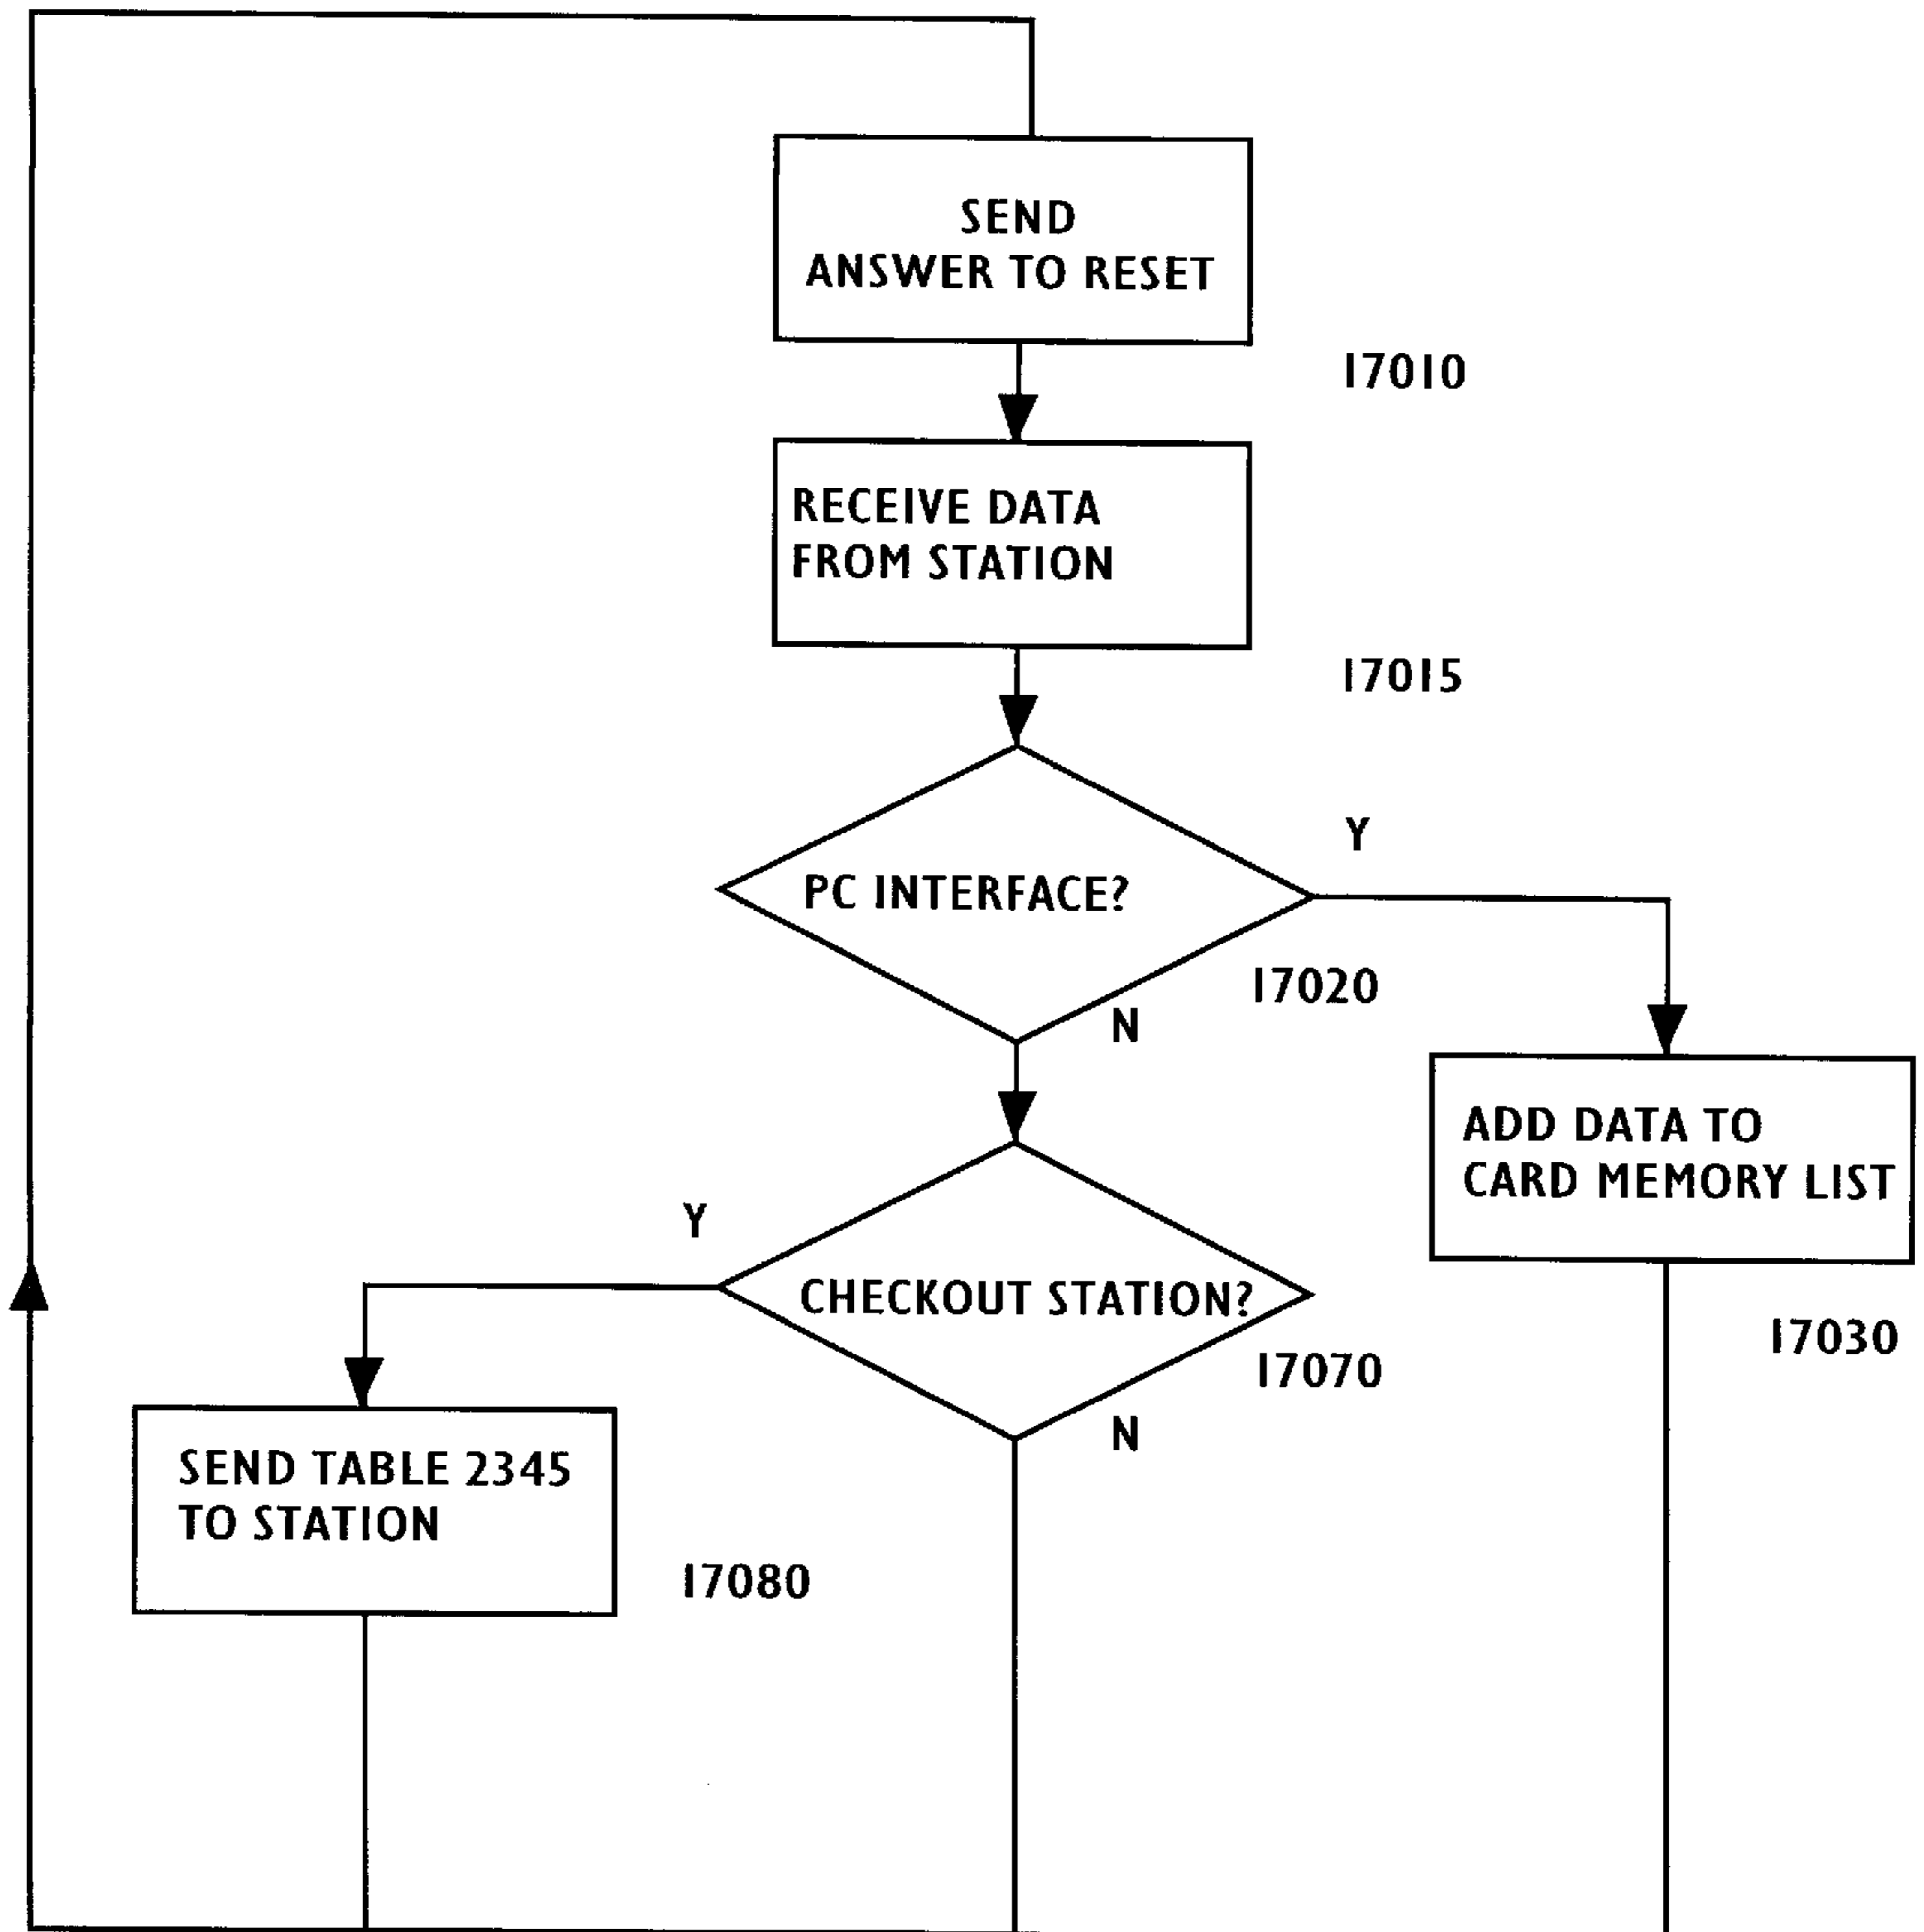 SEND
ANSWER TO RESET
17010
RECEIVE DATA
FROM STATION
17015
Y
PC INTERFACE?
17020
N
ADD DATA TO
CARD MEMORY LIST
17030
Y
CHECKOUT STATION?
17070
N
SEND TABLE 2345
TO STATION
17080